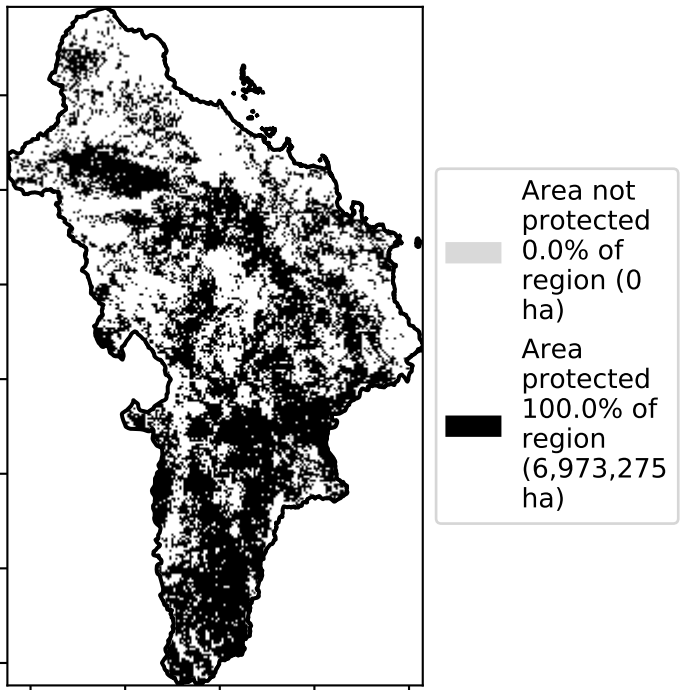 Area not
protected
0.0% of
region (0
ha)
Area
protected
100.0% of
region
(6,973,275
ha)